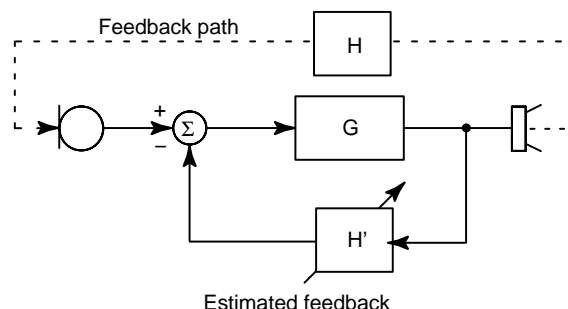 Feedback path
H
+
−
Σ
G
H'
Estimated feedback